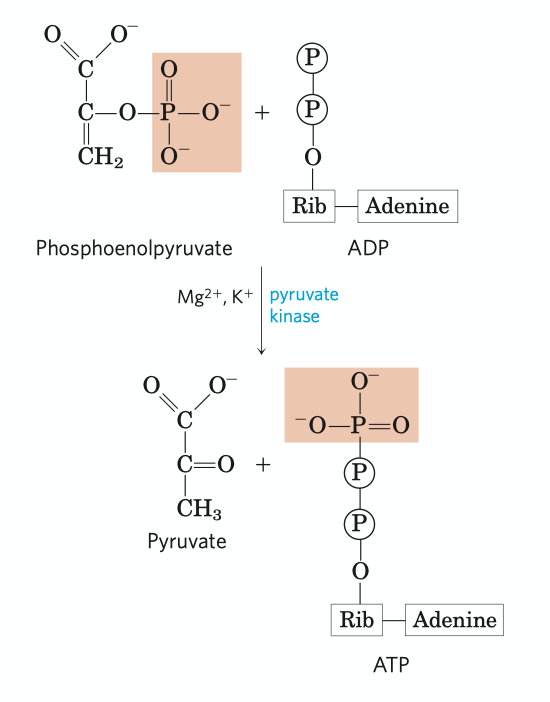 O O⁻
C
O
C—O—P—O⁻ + P
P
CH₂ O⁻ O
Rib Adenine
Phosphoenolpyruvate ADP
Mg²⁺, K⁺ pyruvate
kinase
O O⁻ O⁻
C ⁻O—P=O
C=O + P
CH₃ P
Pyruvate
O
Rib Adenine
ATP